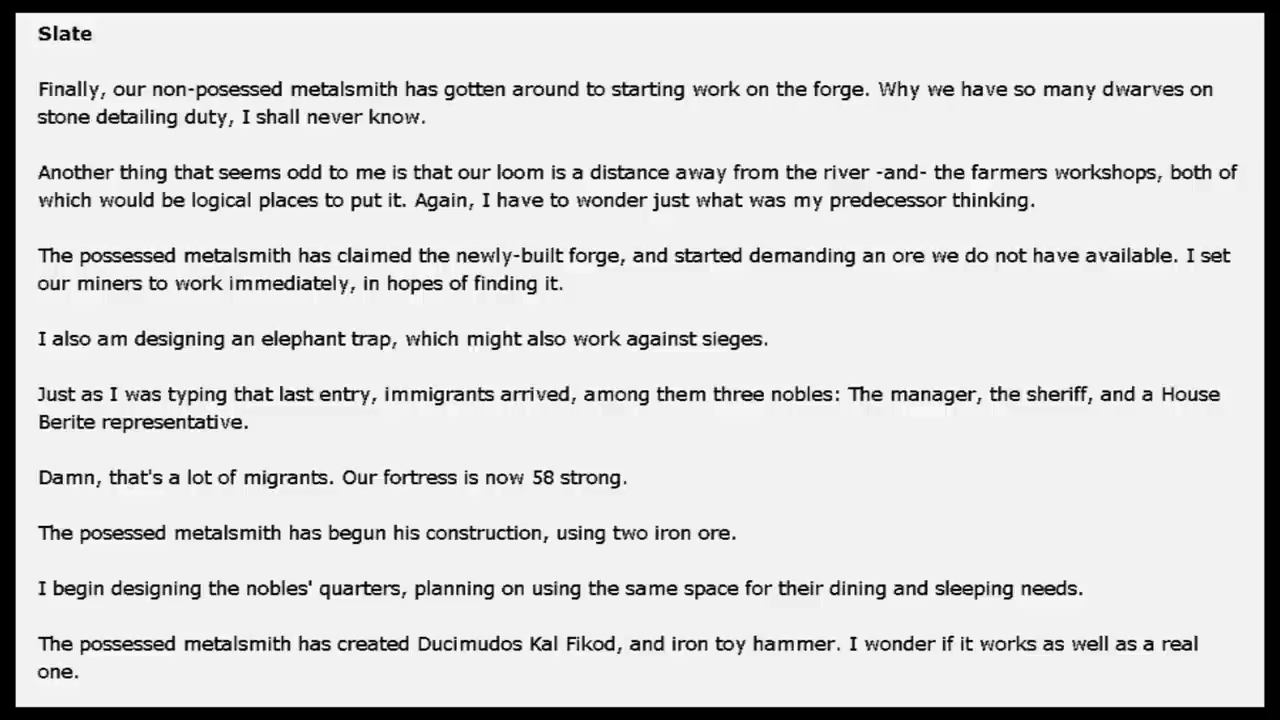 Slate
Finally, our non-posessed metalsmith has gotten around to starting work on the forge. Why we have so many dwarves on
stone detailing duty, I shall never know.
Another thing that seems odd to me is that our loom is a distance away from the river -and- the farmers workshops, both of
which would be logical places to put it. Again, I have to wonder just what was my predecessor thinking.
The possessed metalsmith has claimed the newly-built forge, and started demanding an ore we do not have available. I set
our miners to work immediately, in hopes of finding it.
I also am designing an elephant trap, which might also work against sieges.
Just as I was typing that last entry, immigrants arrived, among them three nobles: The manager, the sheriff, and a House
Berite representative.
Damn, that's a lot of migrants. Our fortress is now 58 strong.
The posessed metalsmith has begun his construction, using two iron ore.
I begin designing the nobles' quarters, planning on using the same space for their dining and sleeping needs.
The possessed metalsmith has created Ducimudos Kal Fikod, and iron toy hammer. I wonder if it works as well as a real
one.